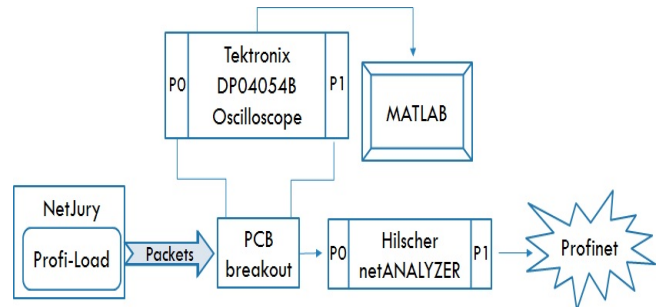 P0
Tektronix
DP04054B
Oscilloscope
P1
MATLAB
NetJury
Profi-Load
Packets
PCB
breakout
P0
Hilscher
netANALYZER
P1
Profinet